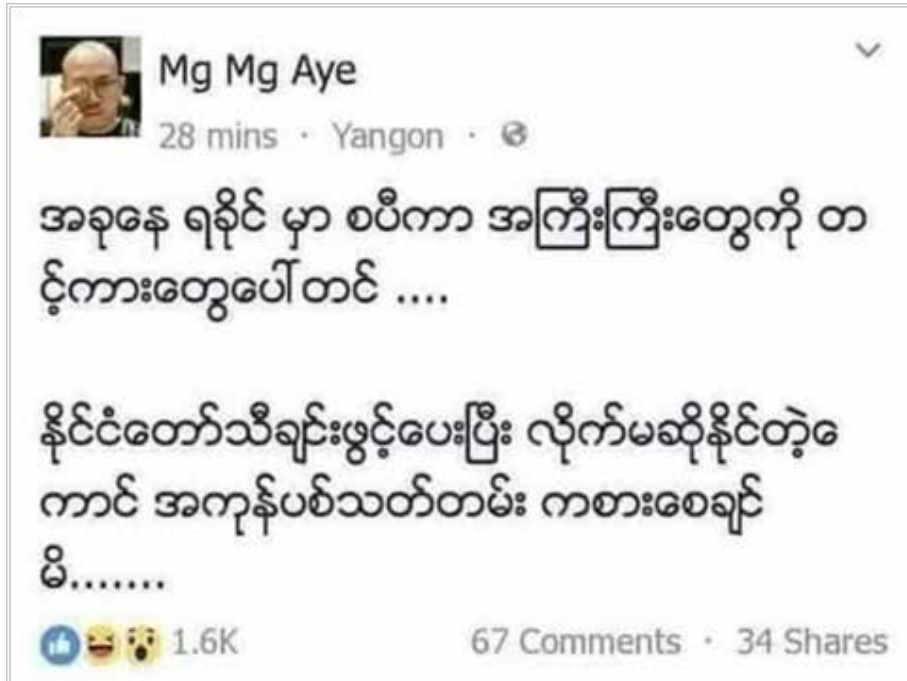 Mg Mg Aye
28 mins · Yangon ·
အခုနေ ရခိုင် မှာ စပီကာ အကြီးကြီးတွေကို တ
င့်ကားတွေပေါ်တင် ....
နိုင်ငံတော်သီချင်းဖွင့်ပေးပြီး လိုက်မဆိုနိုင်တဲ့ေ
ကာင် အကုန်ပစ်သတ်တမ်း ကစားစေချင်
မိ.......
1.6K 67 Comments · 34 Shares